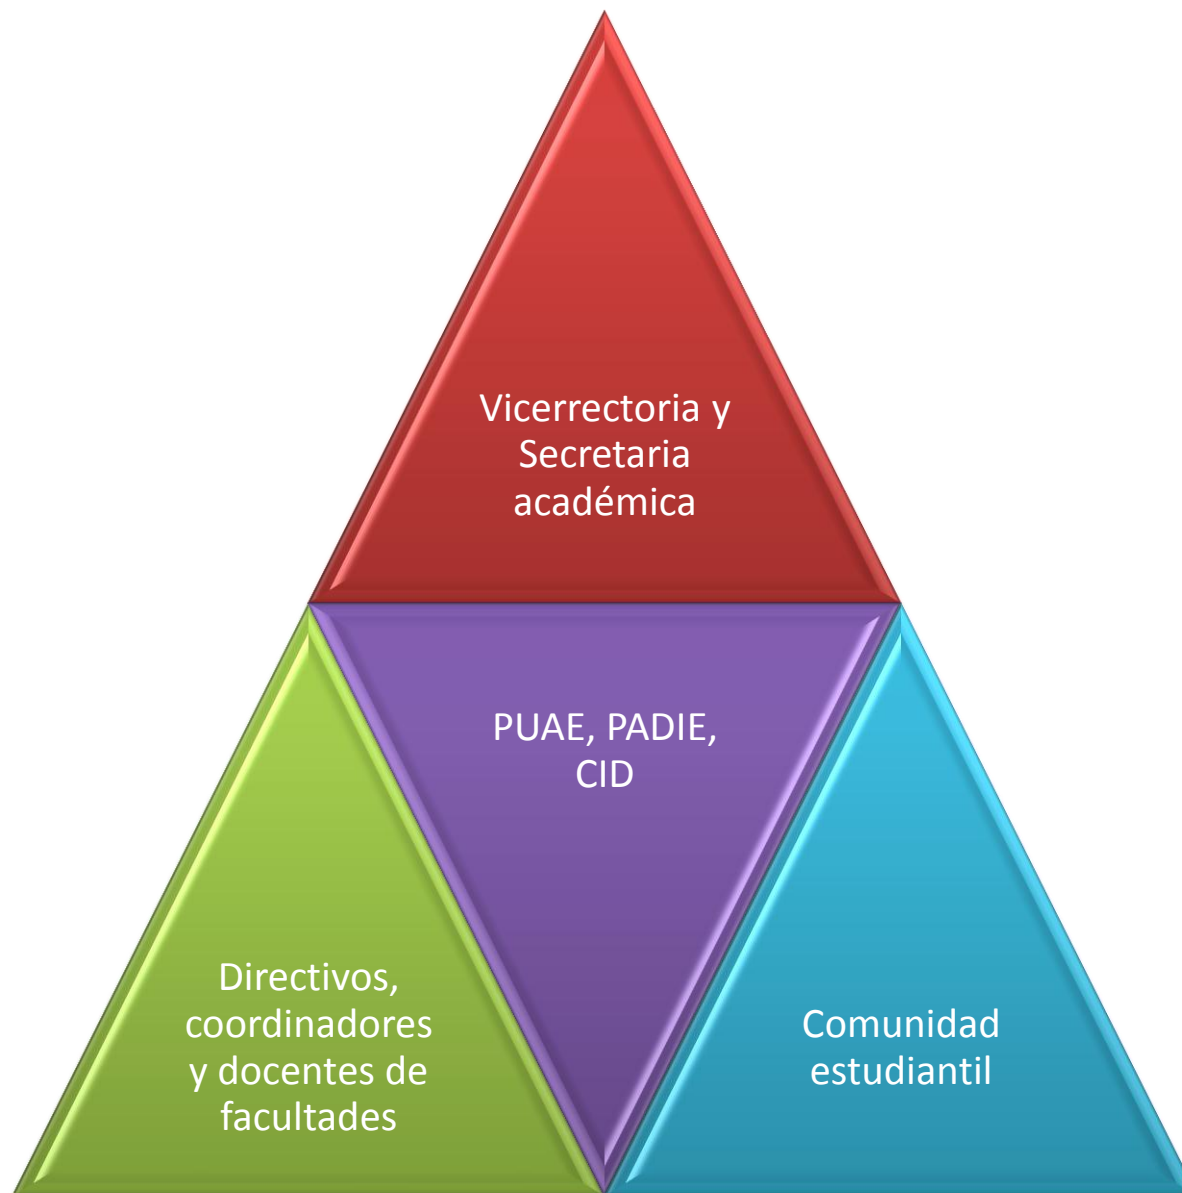 Vicerrectoria y
Secretaria
académica
PUAE, PADIE,
CID
Directivos,
coordinadores
y docentes de
facultades
Comunidad
estudiantil